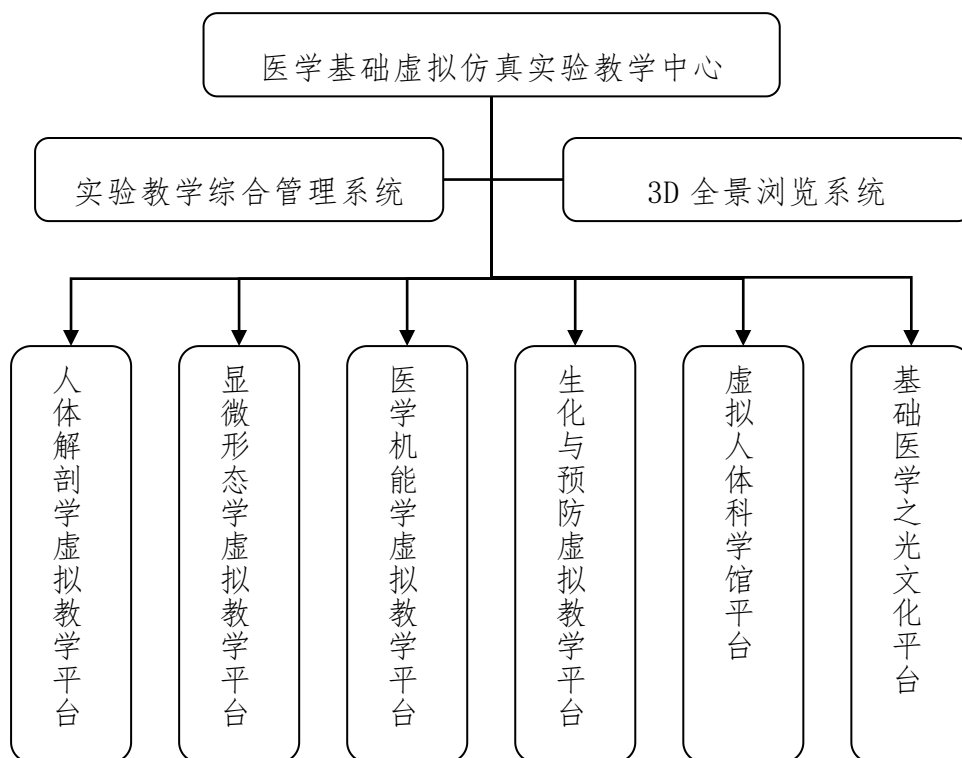 医学基础虚拟仿真实验教学中心
实验教学综合管理系统
3D 全景浏览系统
人体解剖学虚拟教学平台
显微形态学虚拟教学平台
医学机能学虚拟教学平台
生化与预防虚拟教学平台
虚拟人体科学馆平台
基础医学之光文化平台